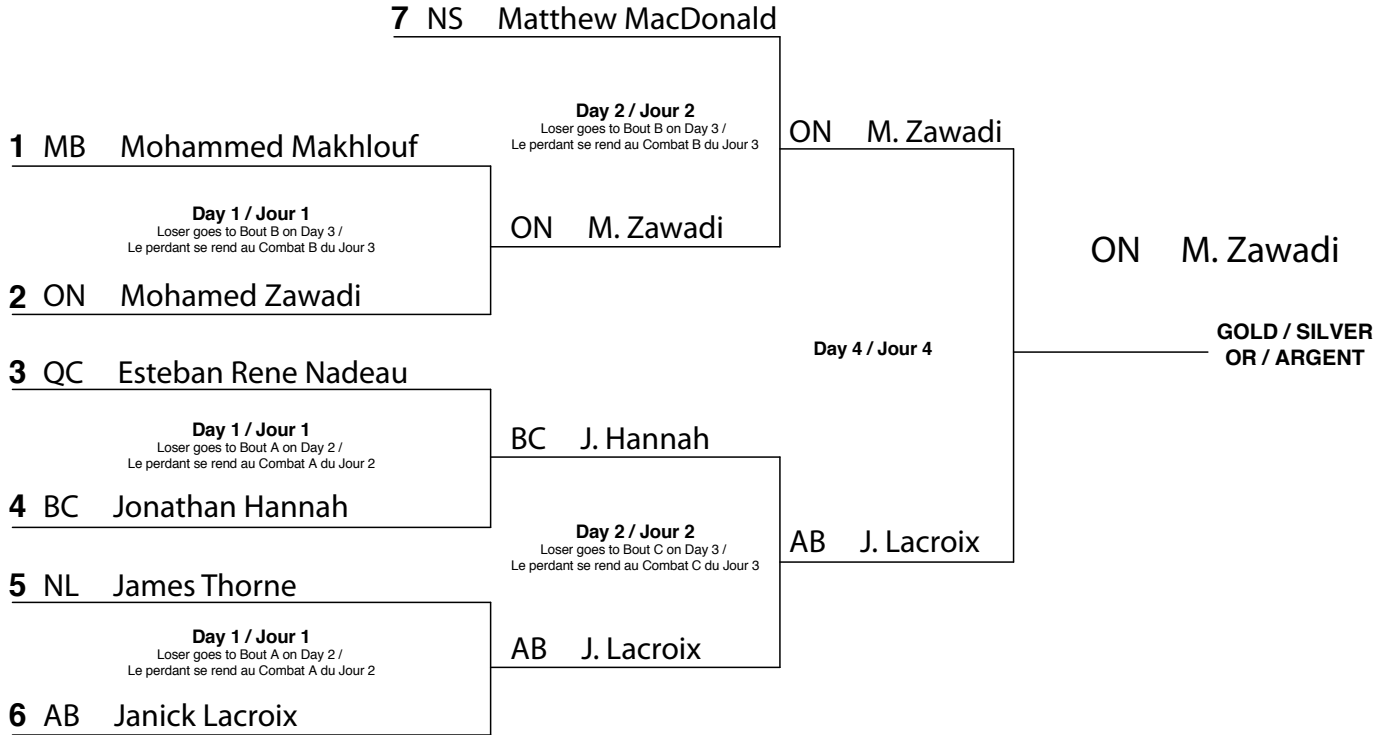 7 NS Matthew MacDonald
Day 2 / Jour 2
Loser goes to Bout B on Day 3 /
Le perdant se rend au Combat B du Jour 3
ON M. Zawadi
1 MB Mohammed Makhlouf
Day 1 / Jour 1
Loser goes to Bout B on Day 3 /
Le perdant se rend au Combat B du Jour 3
ON M. Zawadi
2 ON Mohamed Zawadi
ON M. Zawadi
GOLD / SILVER
OR / ARGENT
Day 4 / Jour 4
3 QC Esteban Rene Nadeau
Day 1 / Jour 1
Loser goes to Bout A on Day 2 /
Le perdant se rend au Combat A du Jour 2
BC J. Hannah
4 BC Jonathan Hannah
Day 2 / Jour 2
Loser goes to Bout C on Day 3 /
Le perdant se rend au Combat C du Jour 3
AB J. Lacroix
5 NL James Thorne
Day 1 / Jour 1
Loser goes to Bout A on Day 2 /
Le perdant se rend au Combat A du Jour 2
AB J. Lacroix
6 AB Janick Lacroix